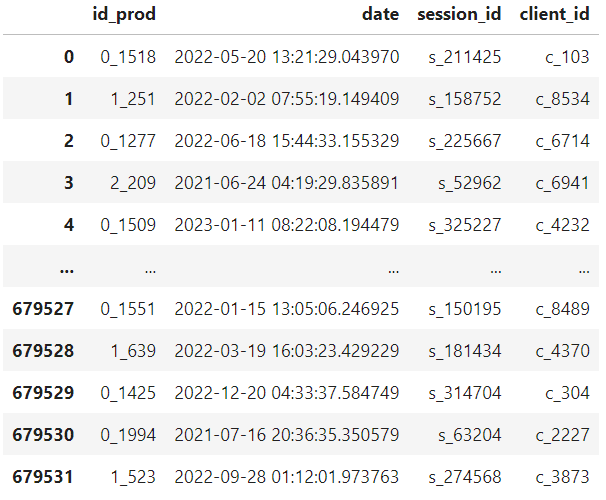 id_prod date session_id client_id
0 0_1518 2022-05-20 13:21:29.043970 s_211425 c_103
1 1_251 2022-02-02 07:55:19.149409 s_158752 c_8534
2 0_1277 2022-06-18 15:44:33.155329 s_225667 c_6714
3 2_209 2021-06-24 04:19:29.835891 s_52962 c_6941
4 0_1509 2023-01-11 08:22:08.194479 s_325227 c_4232
... ... ... ... ...
679527 0_1551 2022-01-15 13:05:06.246925 s_150195 c_8489
679528 1_639 2022-03-19 16:03:23.429229 s_181434 c_4370
679529 0_1425 2022-12-20 04:33:37.584749 s_314704 c_304
679530 0_1994 2021-07-16 20:36:35.350579 s_63204 c_2227
679531 1_523 2022-09-28 01:12:01.973763 s_274568 c_3873